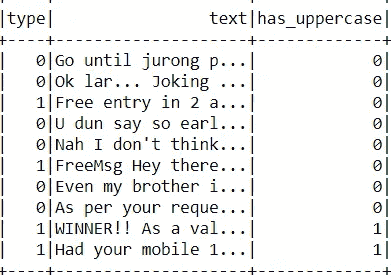 |type|                text|has_uppercase|
+----+--------------------+-------------+
|   0|Go until jurong p...|            0|
|   0|Ok lar... Joking ...|            0|
|   1|Free entry in 2 a...|            0|
|   0|U dun say so earl...|            0|
|   0|Nah I don't think...|            0|
|   1|FreeMsg Hey there...|            0|
|   0|Even my brother i...|            0|
|   0|As per your reque...|            0|
|   1|WINNER!! As a val...|            1|
|   1|Had your mobile 1...|            1|
+----+--------------------+-------------+